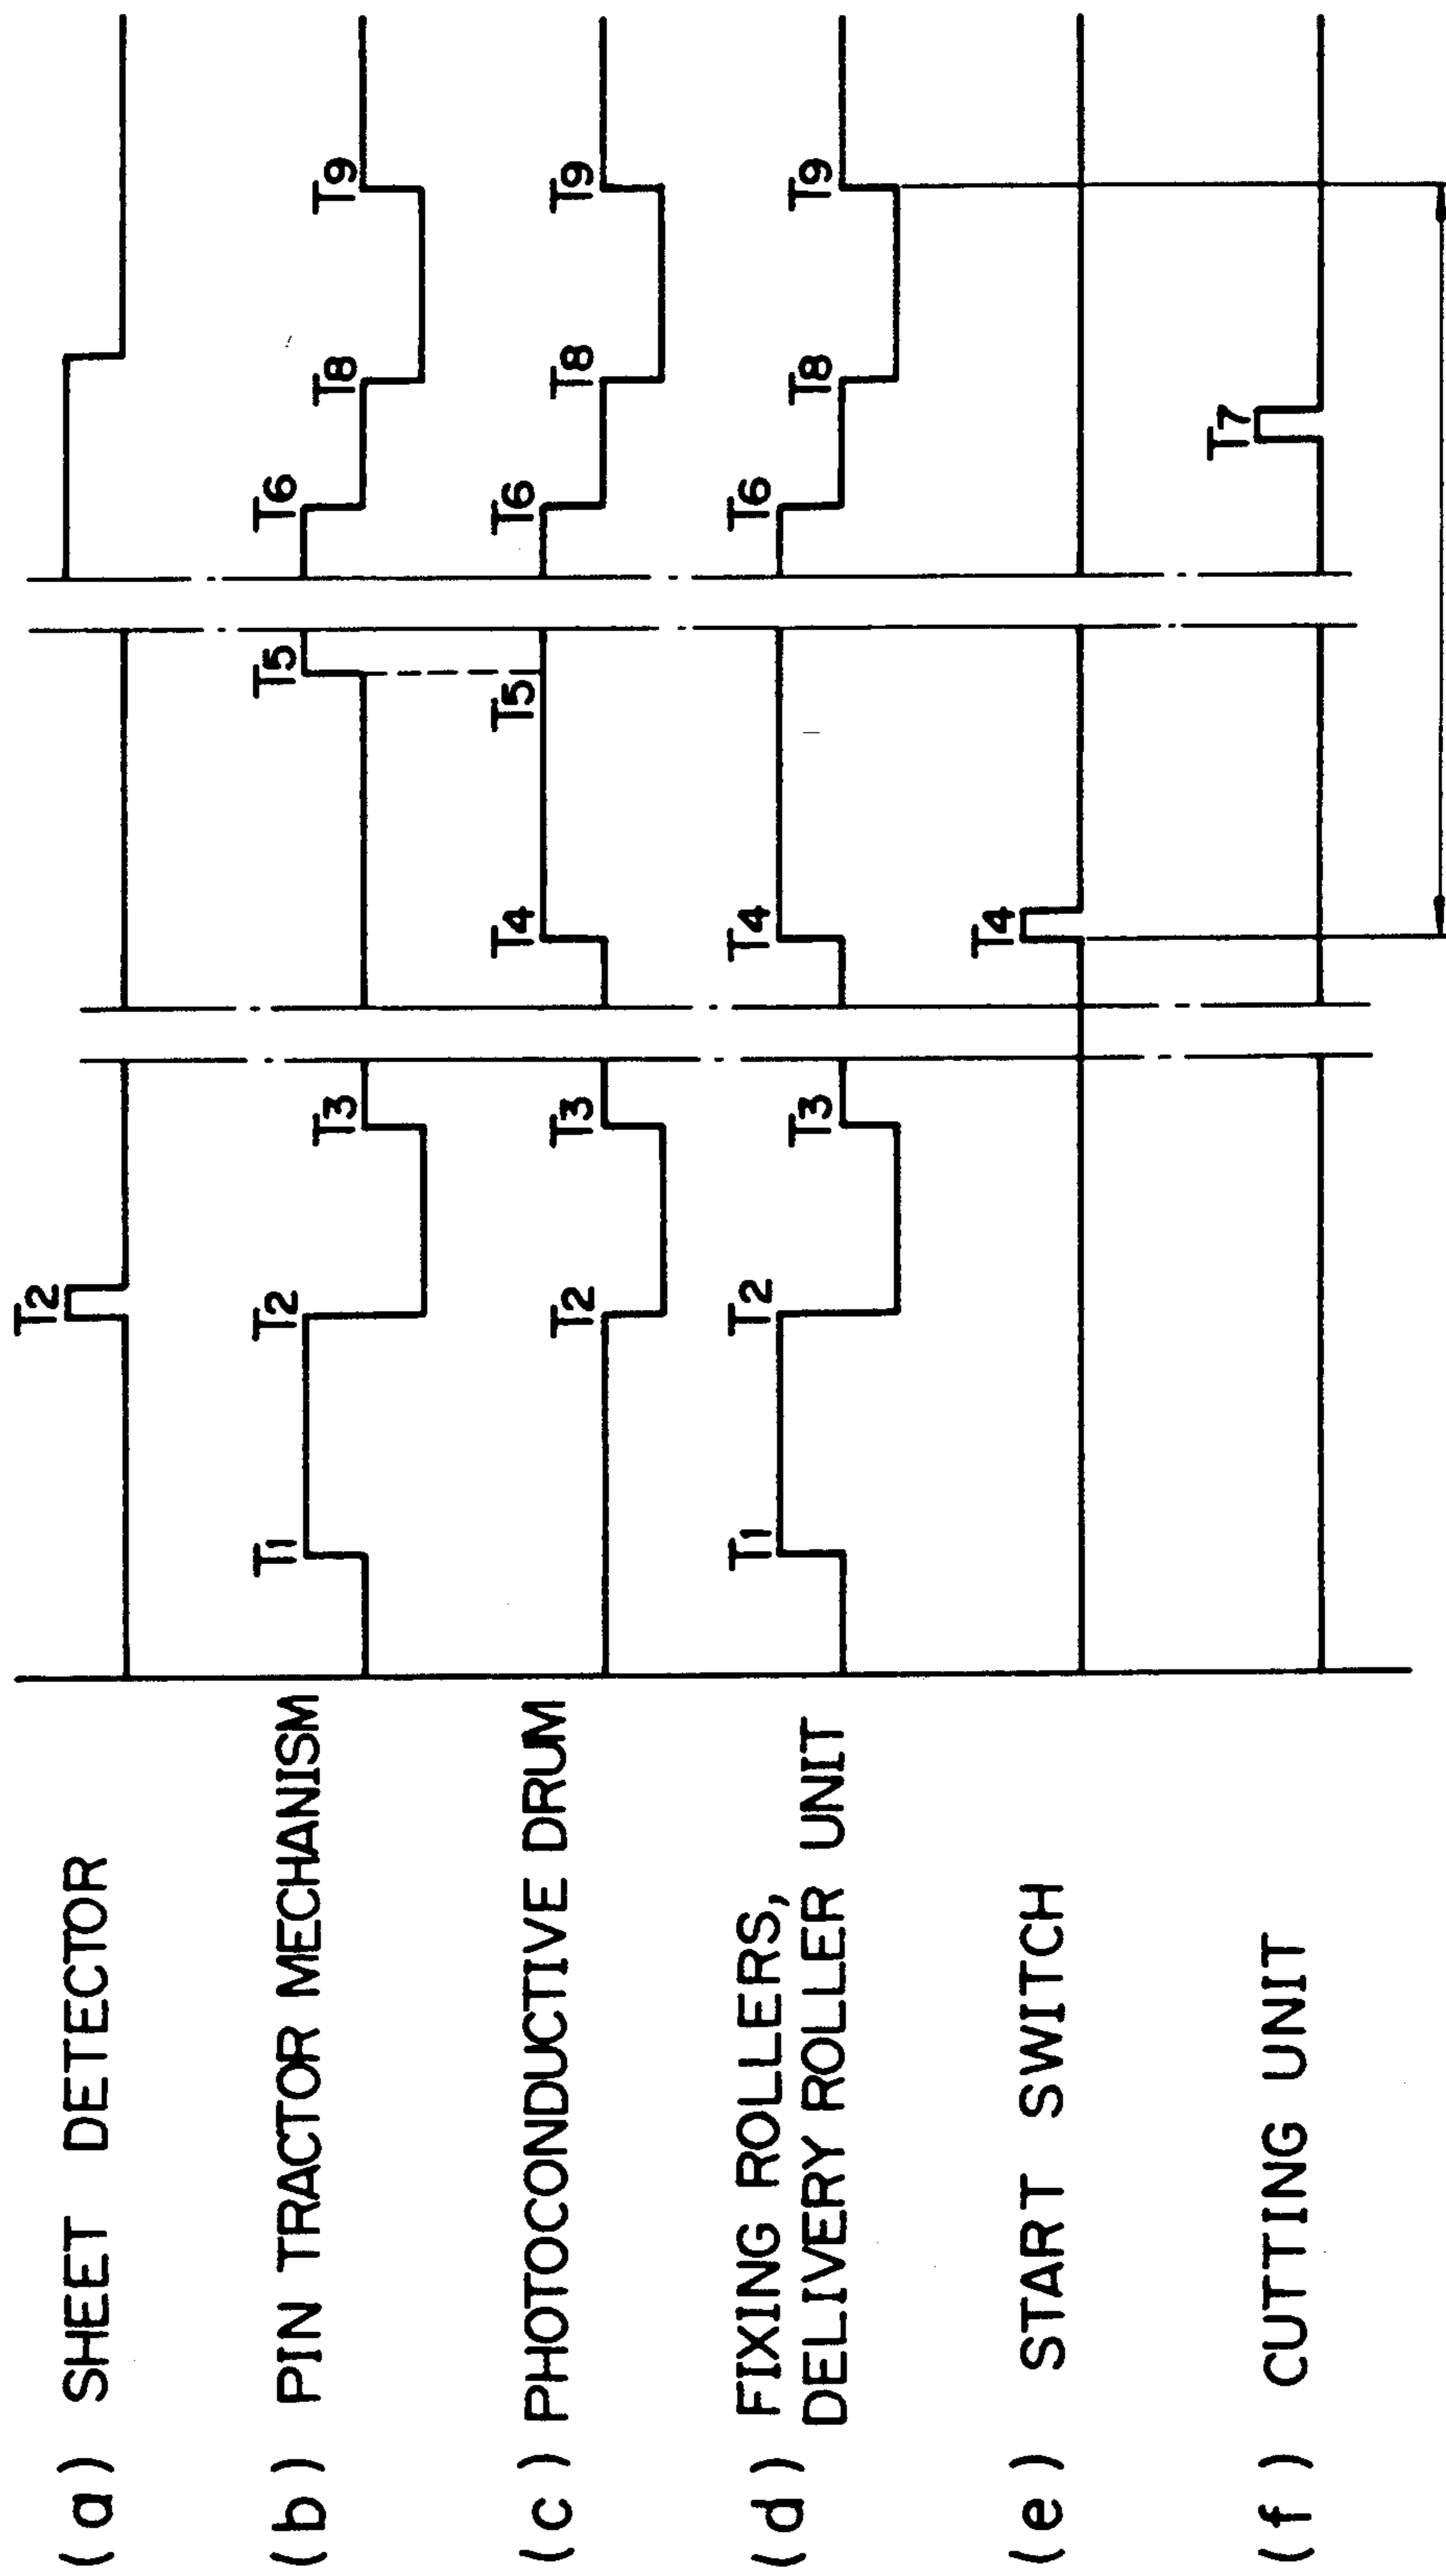 (a) SHEET DETECTOR
T2
(b) PIN TRACTOR MECHANISM
T1 T2 T3 T5 T6 T8 T9
(c) PHOTOCONDUCTIVE DRUM
T2 T3 T4 T5 T6 T8 T9
(d) FIXING ROLLERS,
DELIVERY ROLLER UNIT
T1 T2 T3 T4 T6 T8 T9
(e) START SWITCH
T4
(f) CUTTING UNIT
T7